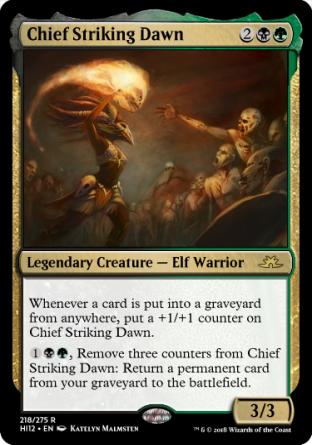 Chief Striking Dawn 2
Legendary Creature — Elf Warrior
Whenever a card is put into a graveyard
from anywhere, put a +1/+1 counter on
Chief Striking Dawn.
1, Remove three counters from Chief
Striking Dawn: Return a permanent card
from your graveyard to the battlefield.
3/3
218/275 R
HI12 • EN KATELYN MALMSTEN
™ & © 2018 Wizards of the Coast